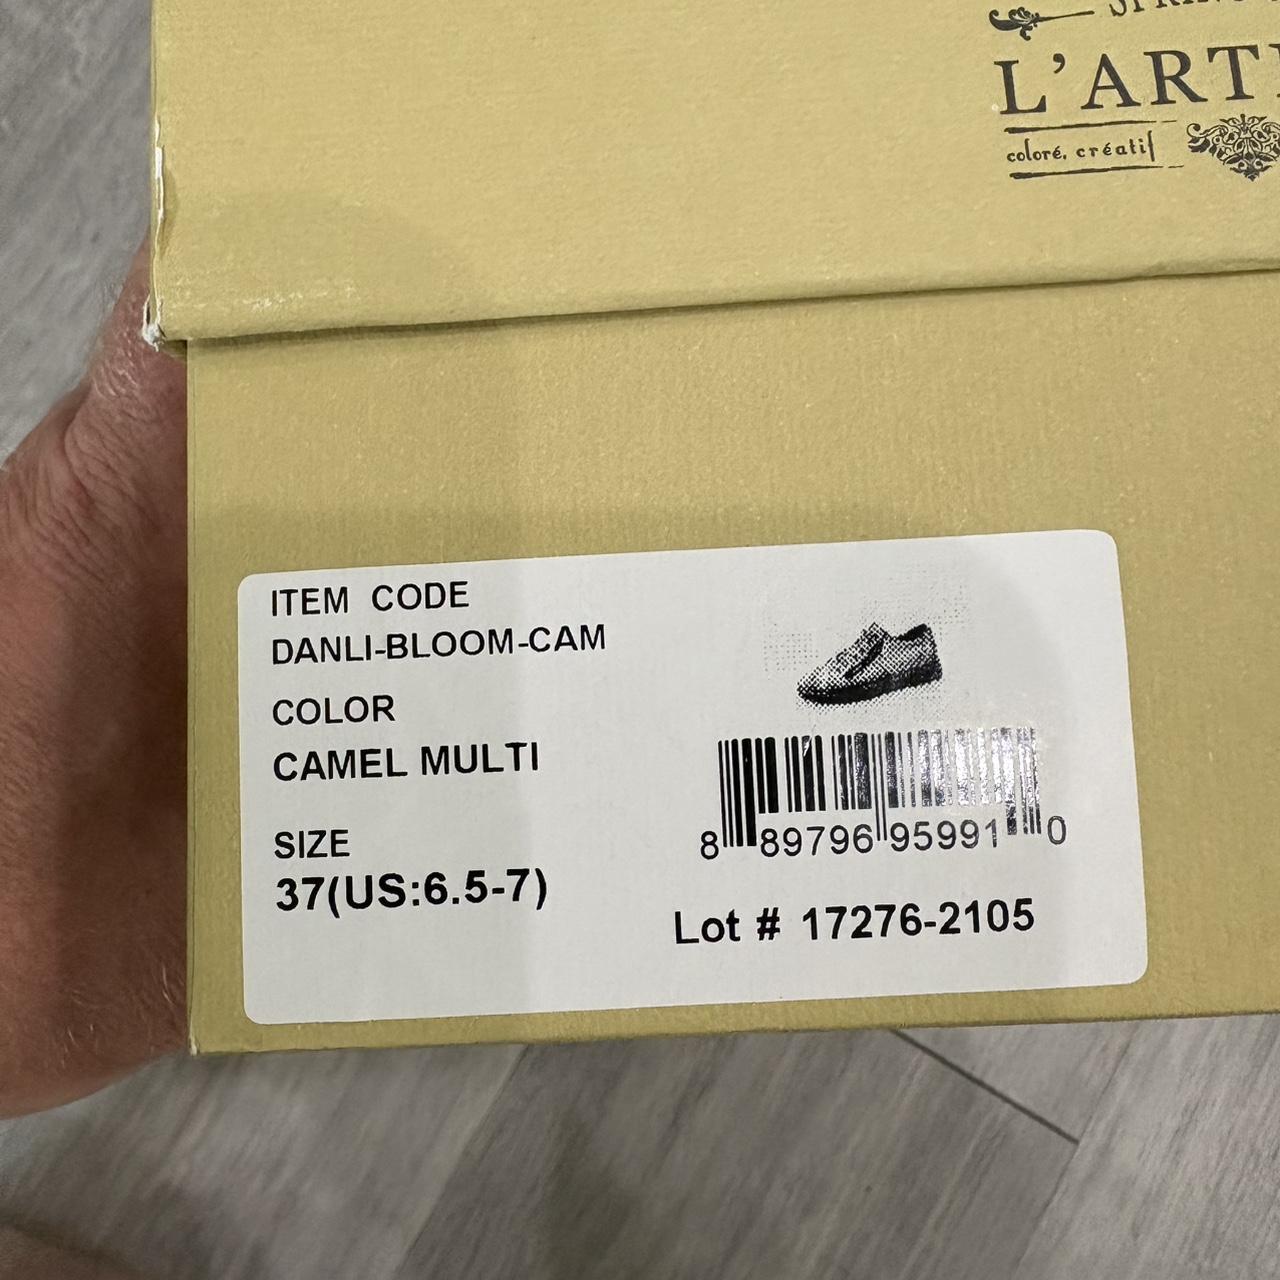 L'ARTI
coloré. créatif
ITEM CODE
DANLI-BLOOM-CAM
COLOR
CAMEL MULTI
SIZE
37(US:6.5-7)
8 89796 95991 0
Lot # 17276-2105